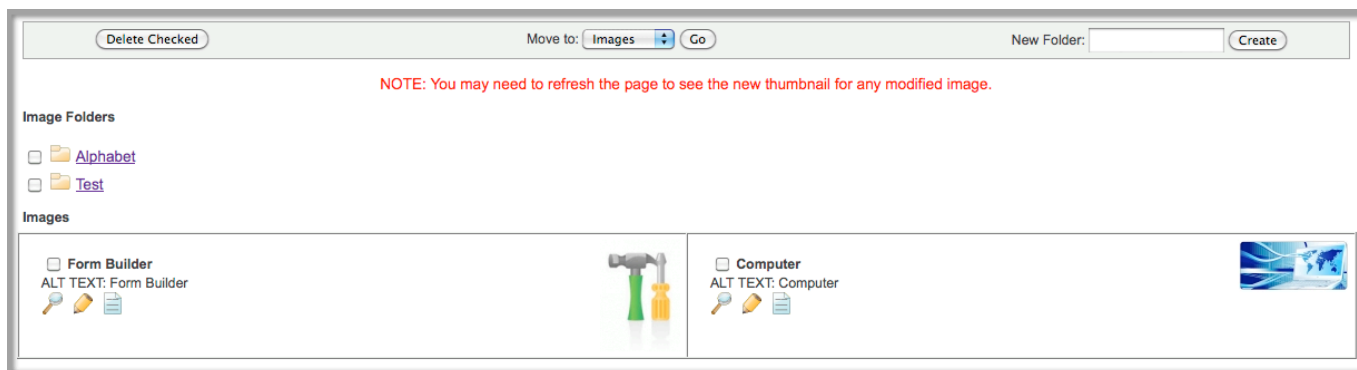 Delete Checked Move to: Images Go New Folder: Create
NOTE: You may need to refresh the page to see the new thumbnail for any modified image.
Image Folders
Alphabet
Test
Images
Form Builder
ALT TEXT: Form Builder
Computer
ALT TEXT: Computer